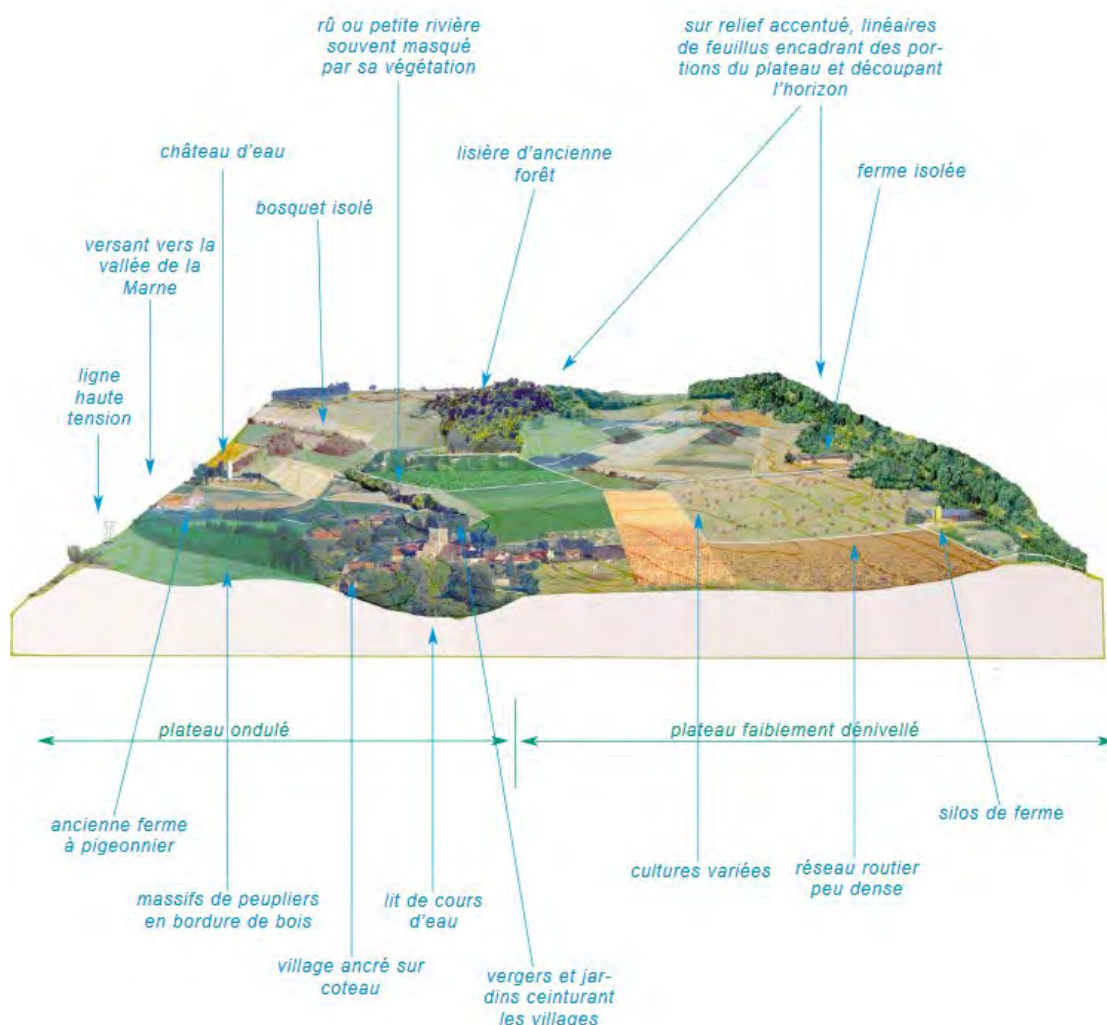 rû ou petite rivière
souvent masqué
par sa végétation
sur relief accentué, linéaires
de feuillus encadrant des por-
tions du plateau et découpant
l'horizon
château d'eau
lisière d'ancienne
forêt
ferme isolée
bosquet isolé
versant vers la
vallée de la
Marne
ligne
haute
tension
plateau ondulé
plateau faiblement dénivellé
ancienne ferme
à pigeonnier
silos de ferme
cultures variées
réseau routier
peu dense
massifs de peupliers
en bordure de bois
lit de cours
d'eau
village ancré sur
coteau
vergers et jar-
dins ceinturant
les villages